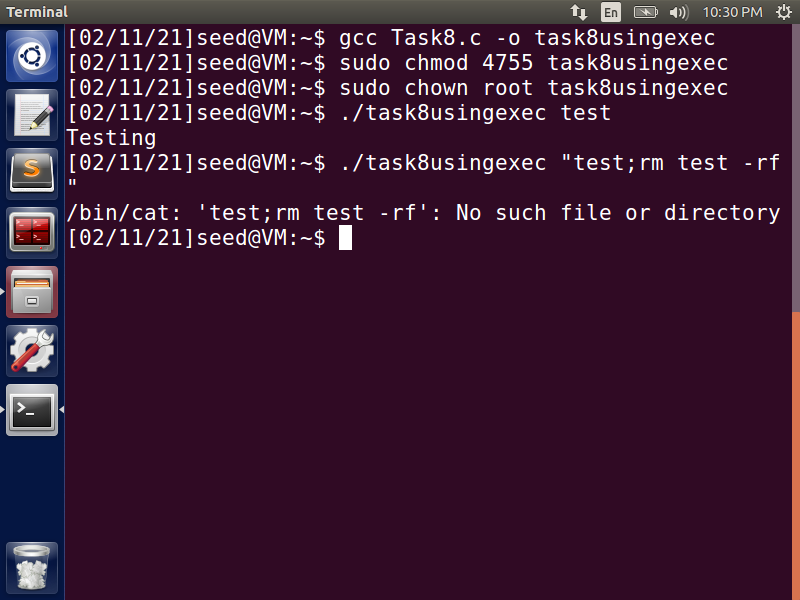 Terminal En 10:30 PM
[02/11/21]seed@VM:~$ gcc Task8.c -o task8usingexec
[02/11/21]seed@VM:~$ sudo chmod 4755 task8usingexec
[02/11/21]seed@VM:~$ sudo chown root task8usingexec
[02/11/21]seed@VM:~$ ./task8usingexec test
Testing
[02/11/21]seed@VM:~$ ./task8usingexec "test;rm test -rf
"
/bin/cat: 'test;rm test -rf': No such file or directory
[02/11/21]seed@VM:~$